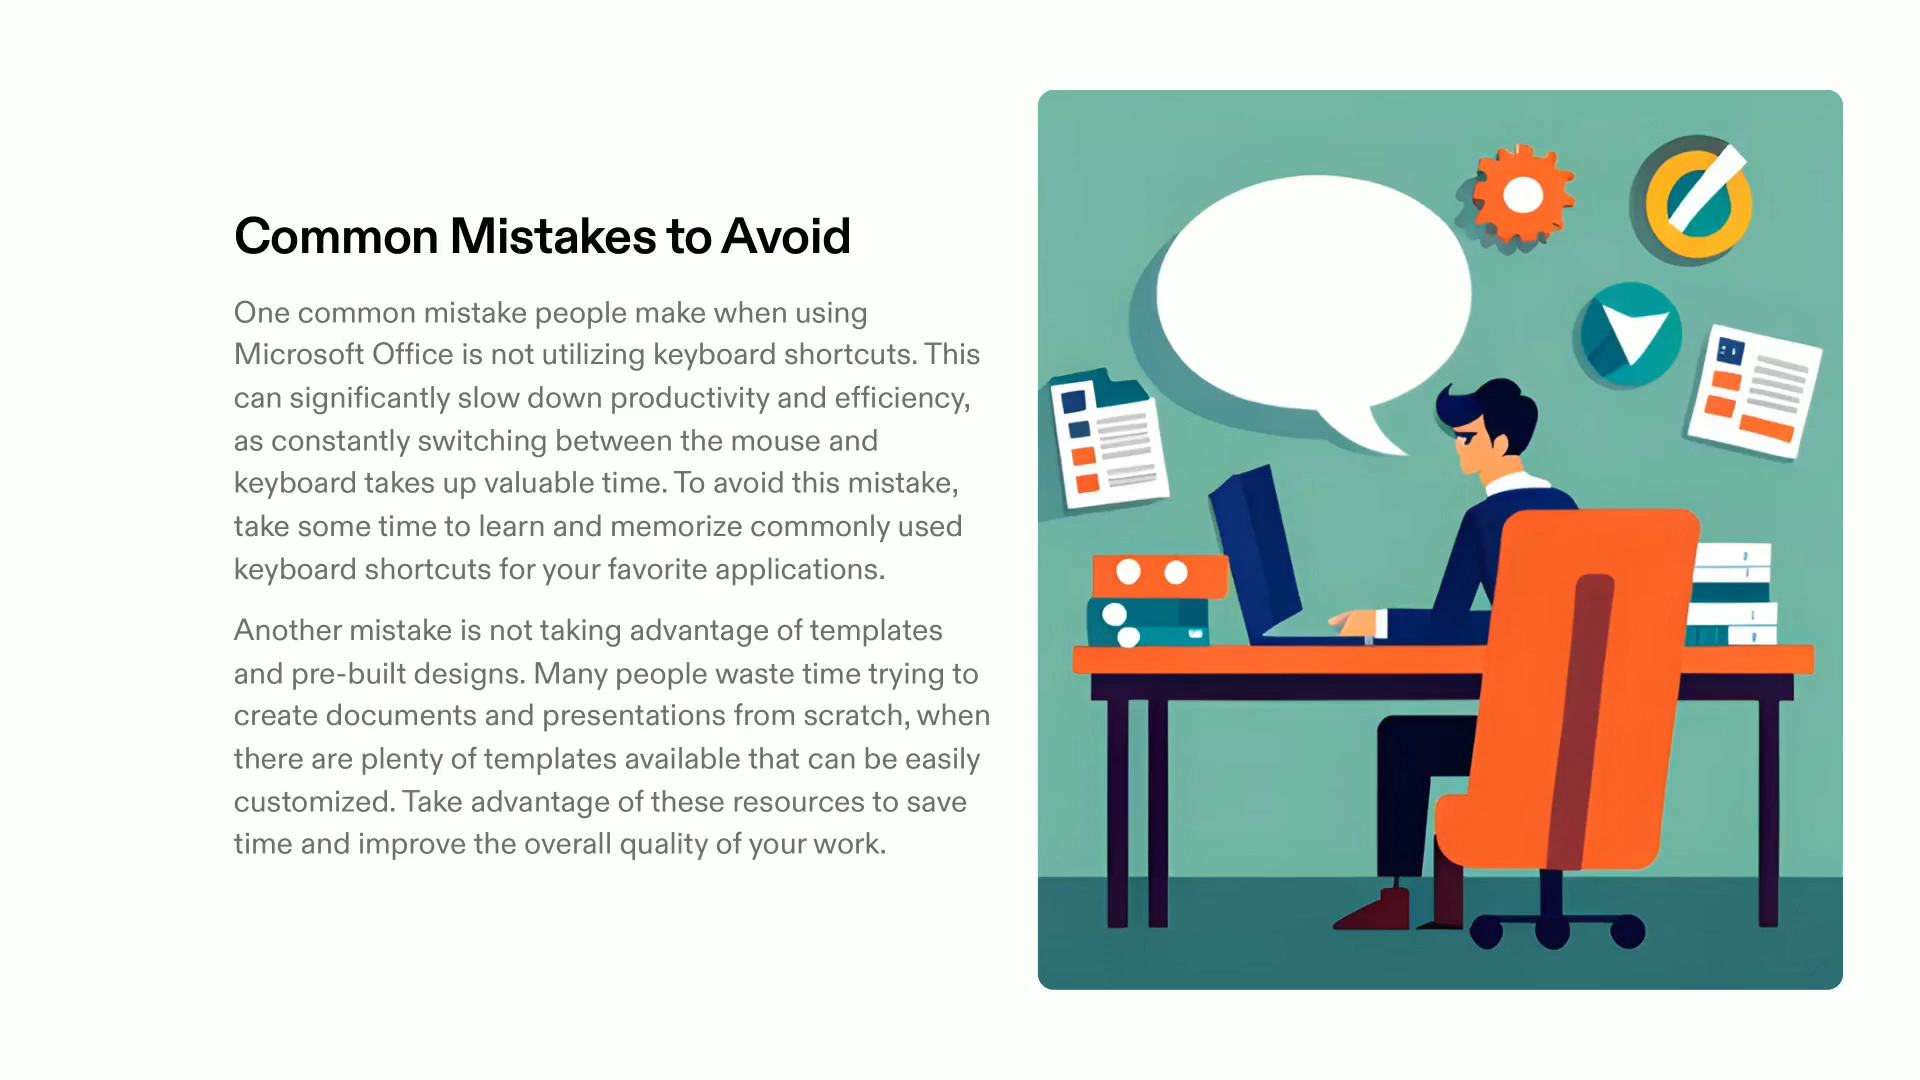 Common Mistakes to Avoid
One common mistake people make when using
Microsoft Office is not utilizing keyboard shortcuts. This
can significantly slow down productivity and efficiency,
as constantly switching between the mouse and
keyboard takes up valuable time. To avoid this mistake,
take some time to learn and memorize commonly used
keyboard shortcuts for your favorite applications.
Another mistake is not taking advantage of templates
and pre-built designs. Many people waste time trying to
create documents and presentations from scratch, when
there are plenty of templates available that can be easily
customized. Take advantage of these resources to save
time and improve the overall quality of your work.